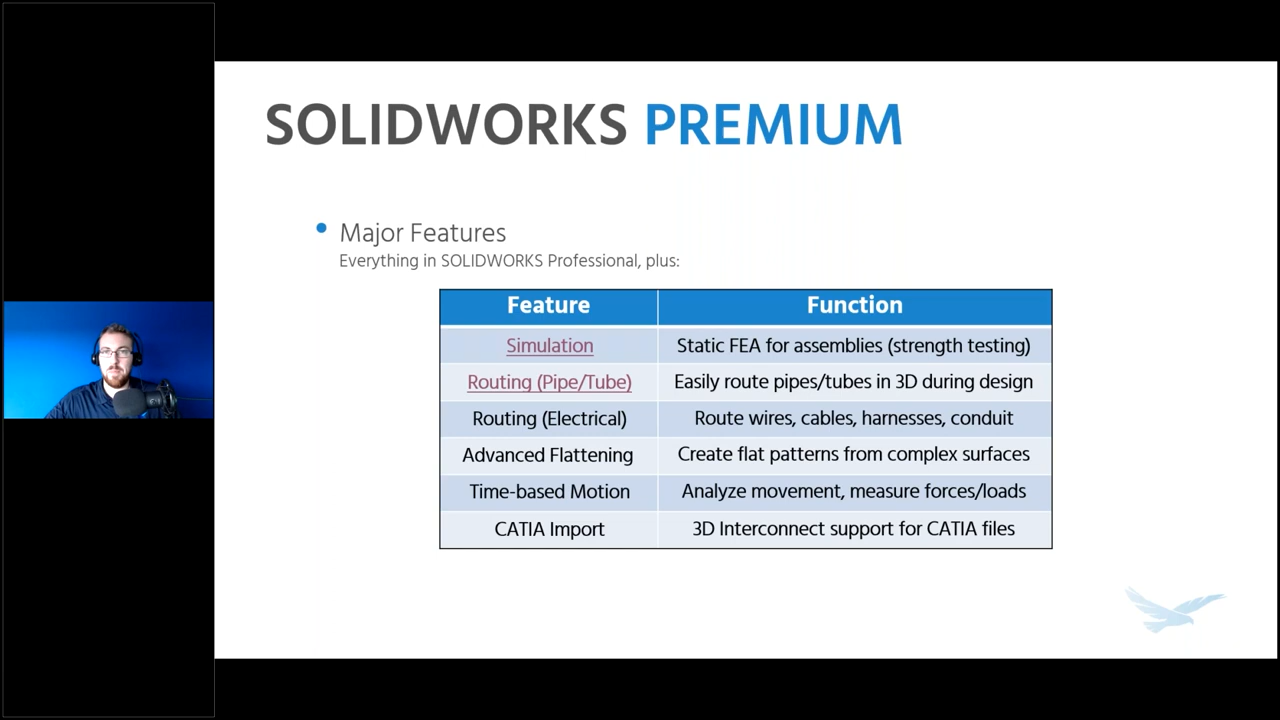 SOLIDWORKS PREMIUM
• Major Features
Everything in SOLIDWORKS Professional, plus:
Feature Function
Simulation Static FEA for assemblies (strength testing)
Routing (Pipe/Tube) Easily route pipes/tubes in 3D during design
Routing (Electrical) Route wires, cables, harnesses, conduit
Advanced Flattening Create flat patterns from complex surfaces
Time-based Motion Analyze movement, measure forces/loads
CATIA Import 3D Interconnect support for CATIA files